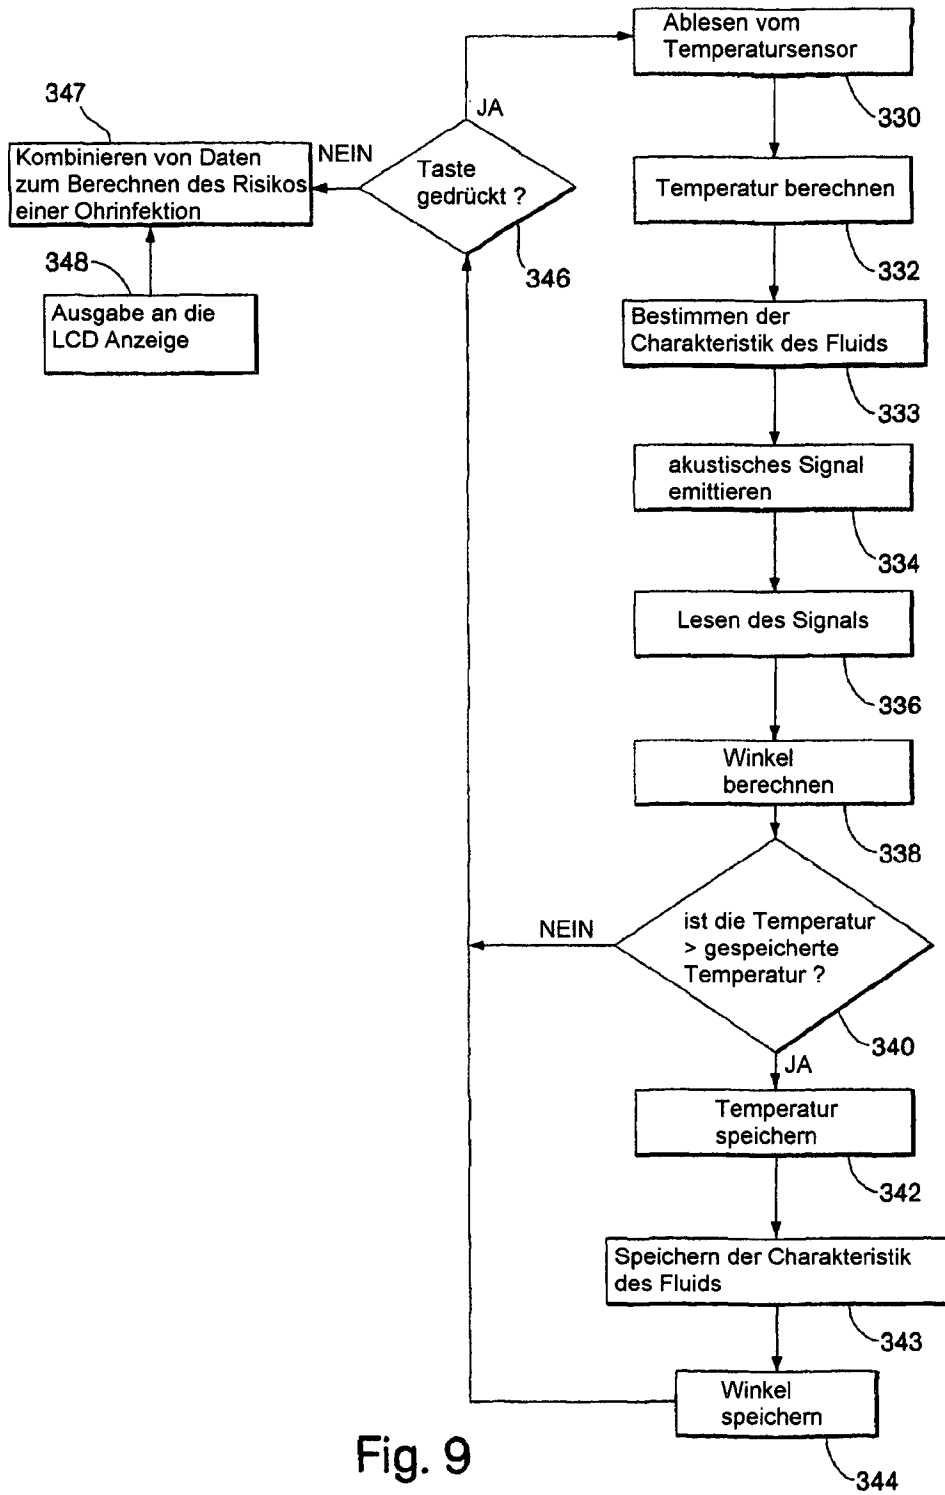 Ablesen vom
Temperatursensor
330
347
JA
Kombinieren von Daten
zum Berechnen des Risikos
einer Ohrinfektion
NEIN
Taste
gedrückt ?
346
Temperatur berechnen
332
348
Ausgabe an die
LCD Anzeige
Bestimmen der
Charakteristik des Fluids
333
akustisches Signal
emittieren
334
Lesen des Signals
336
Winkel
berechnen
338
NEIN
ist die Temperatur
> gespeicherte
Temperatur ?
340
JA
Temperatur
speichern
342
Speichern der Charakteristik
des Fluids
343
Winkel
speichern
344
Fig. 9